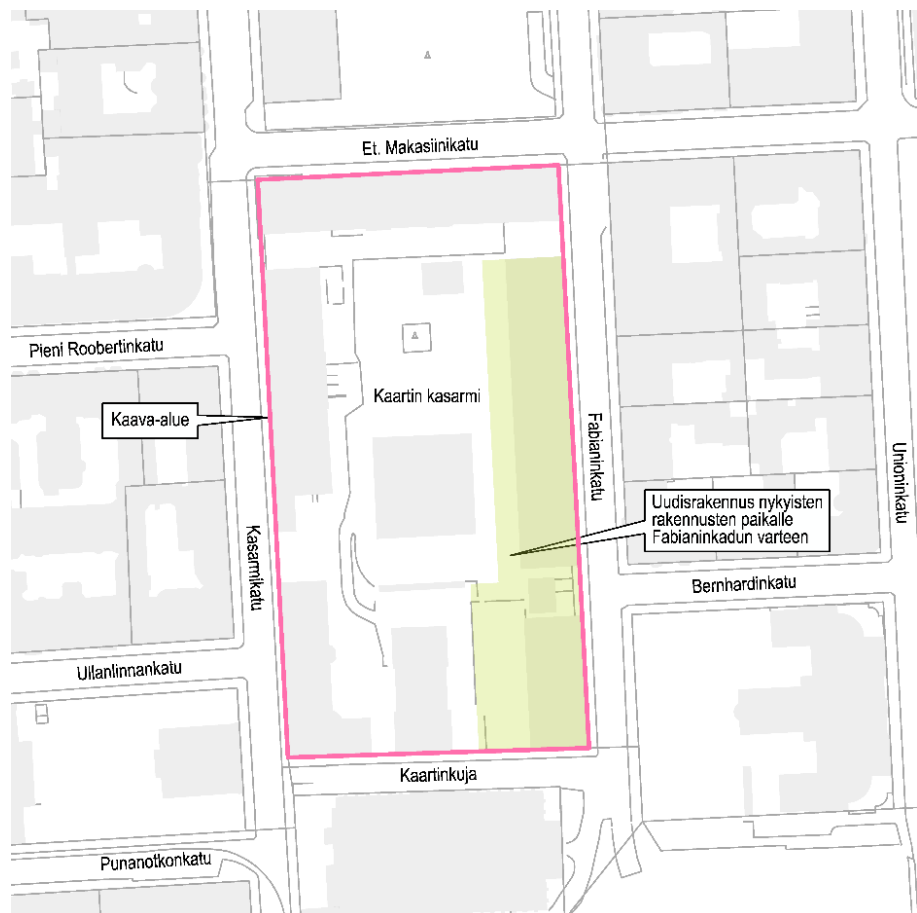 Et. Makasiinikatu
Pieni Roobertinkatu
Kaartin kasarmi
Kaava-alue
Fabianinkatu
Unioninkatu
Uudisrakennus nykyisten
rakennusten paikalle
Fabianinkadun varteen
Kasarmikatu
Bernhardinkatu
Ullanlinnankatu
Kaartinkuja
Punanotkonkatu